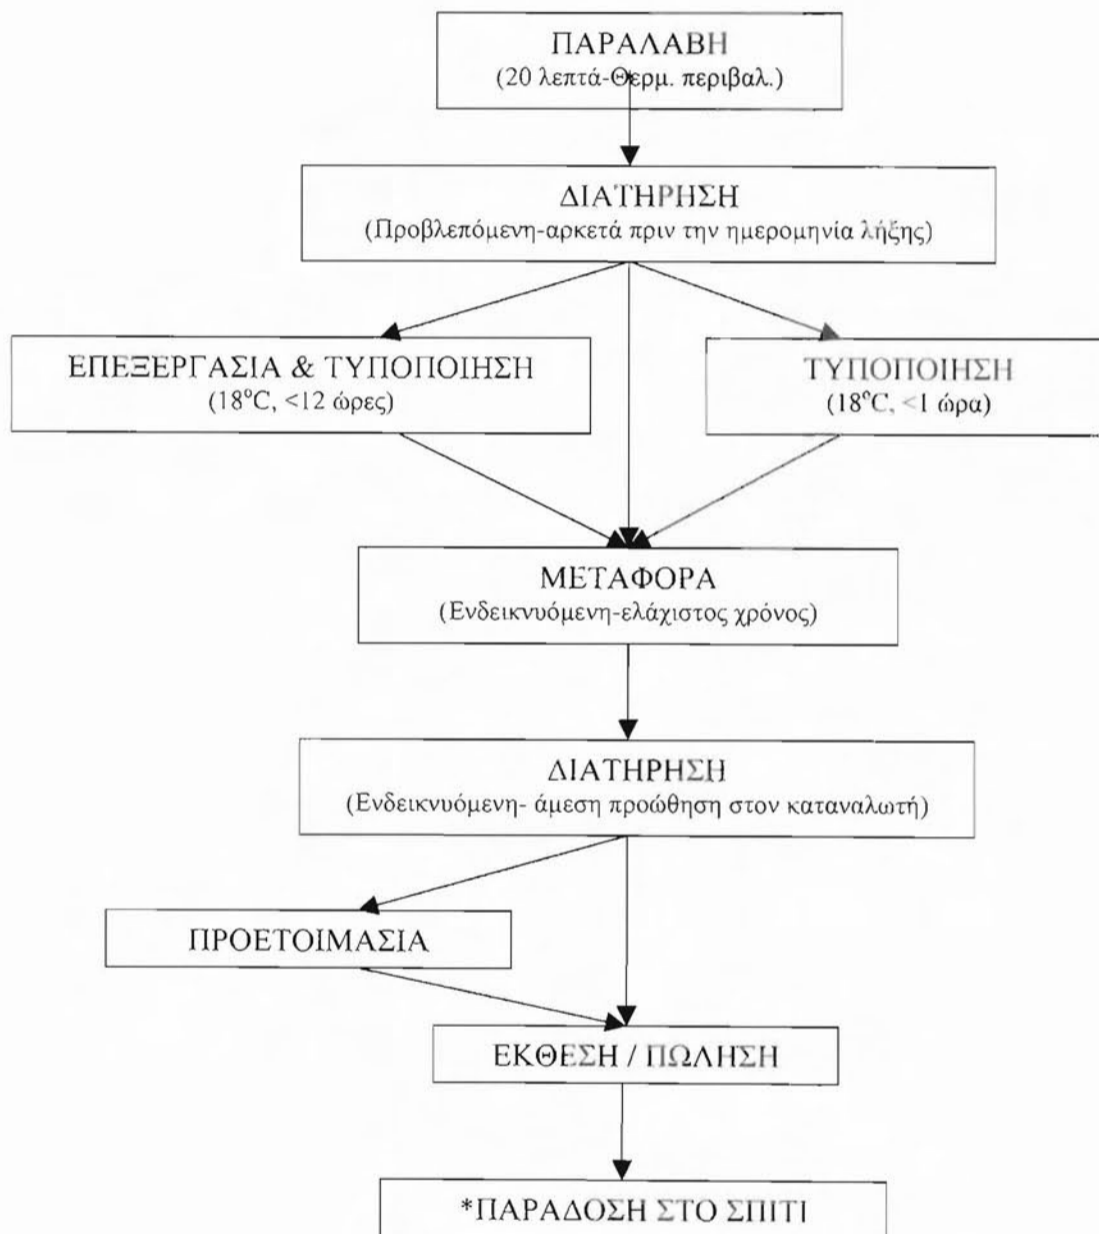 ΠΑΡΑΛΑΒΗ
(20 λεπτά-Θερμ. περιβαλ.)
ΔΙΑΤΗΡΗΣΗ
(Προβλεπόμενη-αρκετά πριν την ημερομηνία λήξης)
ΕΠΕΞΕΡΓΑΣΙΑ & ΤΥΠΟΠΟΙΗΣΗ
(18°C, <12 ώρες)
ΤΥΠΟΠΟΙΗΣΗ
(18°C, <1 ώρα)
ΜΕΤΑΦΟΡΑ
(Ενδεικνυόμενη-ελάχιστος χρόνος)
ΔΙΑΤΗΡΗΣΗ
(Ενδεικνυόμενη- άμεση προώθηση στον καταναλωτή)
ΠΡΟΕΤΟΙΜΑΣΙΑ
ΕΚΘΕΣΗ / ΠΩΛΗΣΗ
*ΠΑΡΑΔΟΣΗ ΣΤΟ ΣΠΙΤΙ